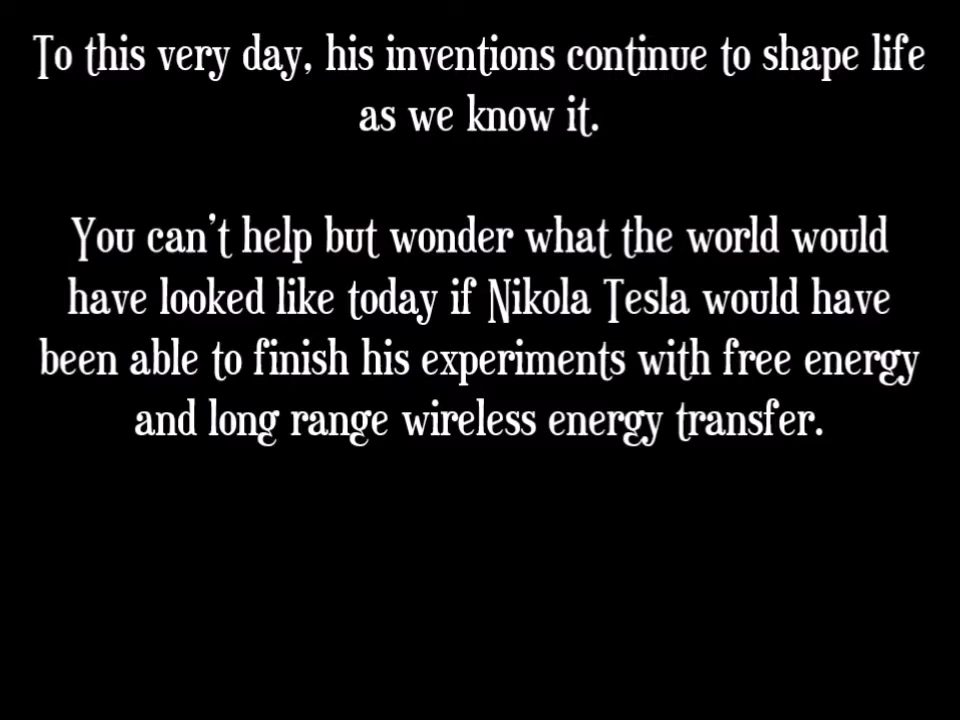 To this very day, his inventions continue to shape life
as we know it.
You can't help but wonder what the world would
have looked like today if Nikola Tesla would have
been able to finish his experiments with free energy
and long range wireless energy transfer.